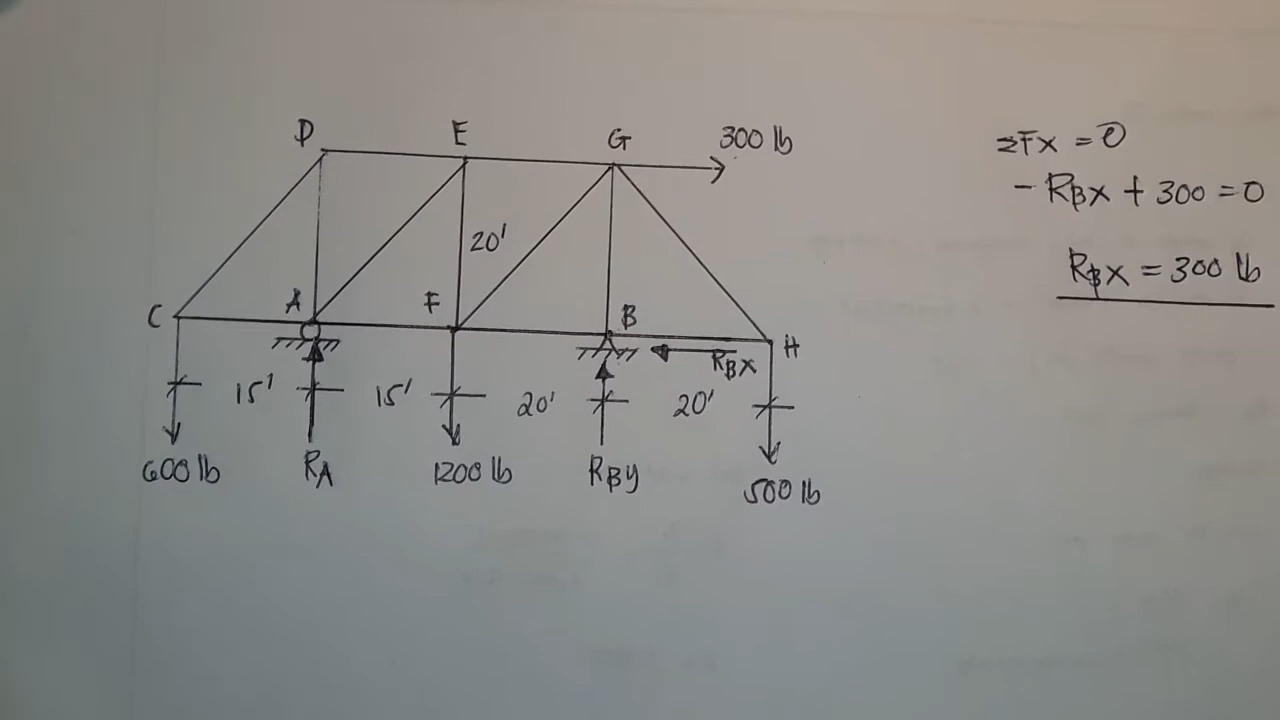 D E G 300 lb
ΣFx = 0
- RBx + 300 = 0
RBx = 300 lb
20'
C A F B H
RBx
15' 15' 20' 20'
600 lb RA 1200 lb RBy 500 lb